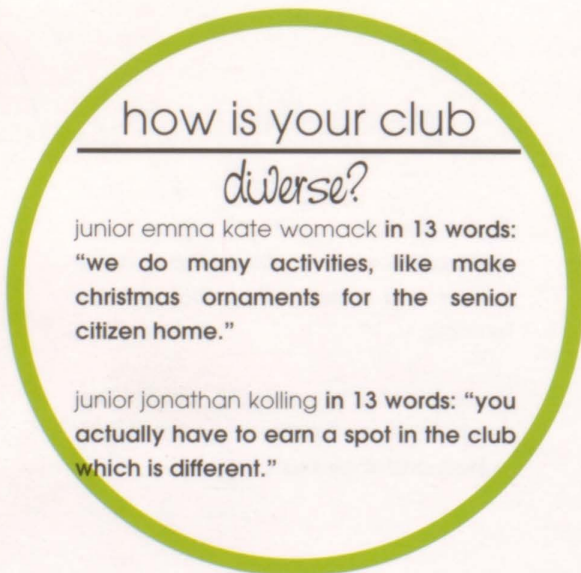 how is your club
diverse?
junior emma kate womack in 13 words:
“we do many activities, like make
christmas ornaments for the senior
citizen home.”
junior jonathan kolling in 13 words: “you
actually have to earn a spot in the club
which is different.”